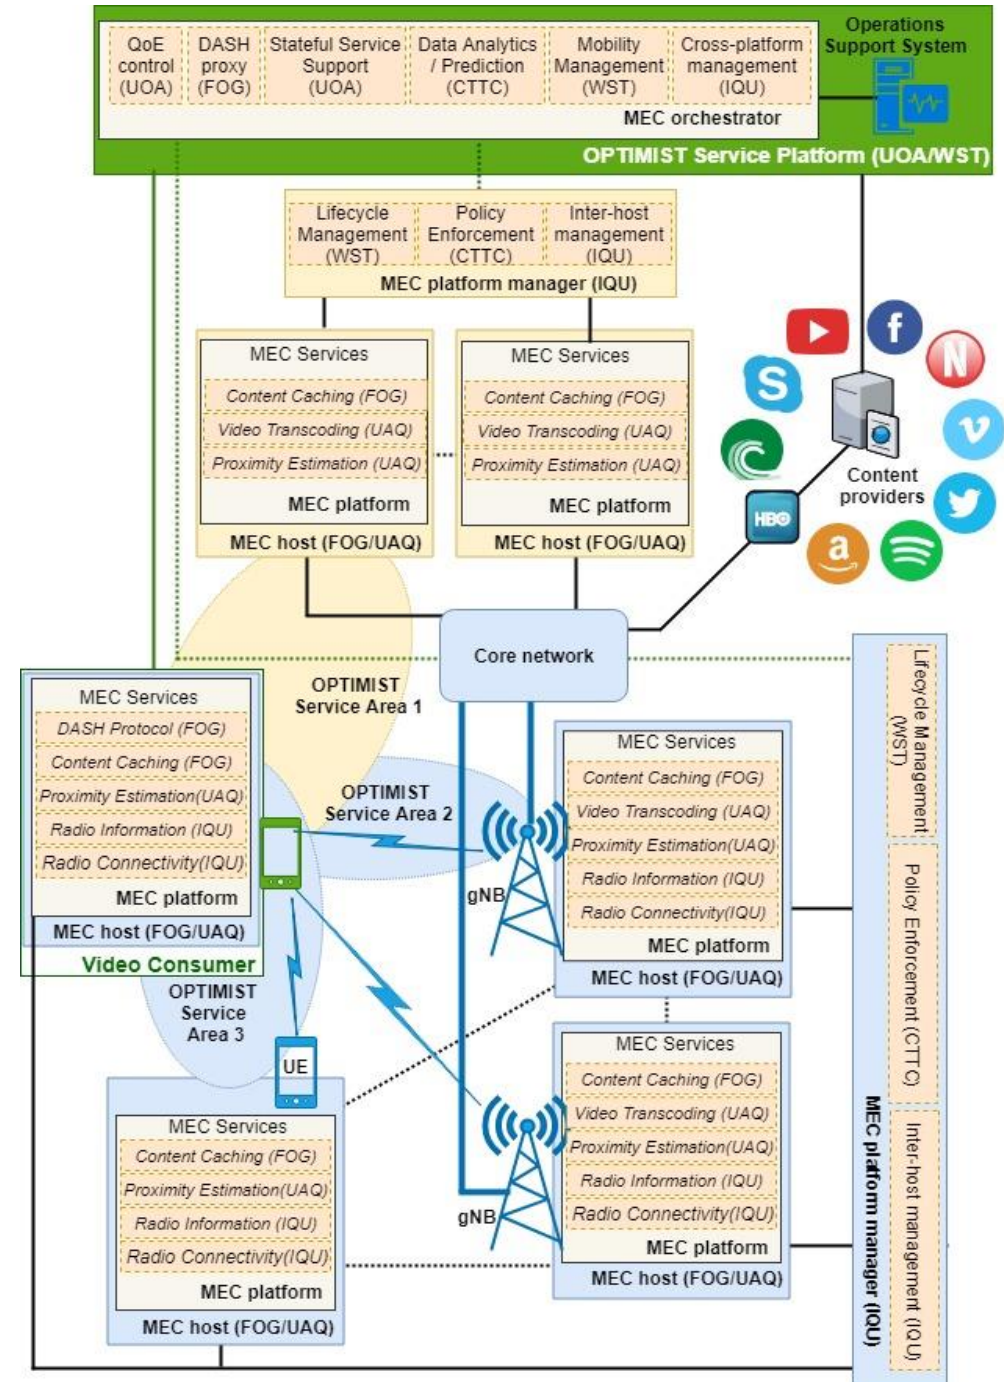 Operations
Support System
QoE
control
(UOA)
DASH
proxy
(FOG)
Stateful Service
Support
(UOA)
Data Analytics
/ Prediction
(CTTC)
Mobility
Management
(WST)
Cross-platform
management
(IQU)
MEC orchestrator
OPTIMIST Service Platform (UOA/WST)
Lifecycle
Management
(WST)
Policy
Enforcement
(CTTC)
Inter-host
management
(IQU)
MEC platform manager (IQU)
MEC Services
Content Caching (FOG)
Video Transcoding (UAQ)
Proximity Estimation (UAQ)
MEC platform
MEC host (FOG/UAQ)
MEC Services
Content Caching (FOG)
Video Transcoding (UAQ)
Proximity Estimation (UAQ)
MEC platform
MEC host (FOG/UAQ)
f
N
S
V
Content
providers
HBO
a
Core network
OPTIMIST
Service Area 1
MEC Services
DASH Protocol (FOG)
Content Caching (FOG)
Proximity Estimation(UAQ)
Radio Information (IQU)
Radio Connectivity(IQU)
MEC platform
MEC host (FOG/UAQ)
Video Consumer
OPTIMIST
Service Area 2
gNB
MEC Services
Content Caching (FOG)
Video Transcoding (UAQ)
Proximity Estimation(UAQ)
Radio Information (IQU)
Radio Connectivity(IQU)
MEC platform
MEC host (FOG/UAQ)
OPTIMIST
Service
Area 3
UE
MEC Services
Content Caching (FOG)
Proximity Estimation(UAQ)
Radio Information (IQU)
Radio Connectivity(IQU)
MEC platform
MEC host (FOG/UAQ)
gNB
MEC Services
Content Caching (FOG)
Video Transcoding (UAQ)
Proximity Estimation(UAQ)
Radio Information (IQU)
Radio Connectivity(IQU)
MEC platform
MEC host (FOG/UAQ)
Lifecycle Management
(WST)
Policy Enforcement (CTTC)
Inter-host management (IQU)
MEC platform manager (IQU)